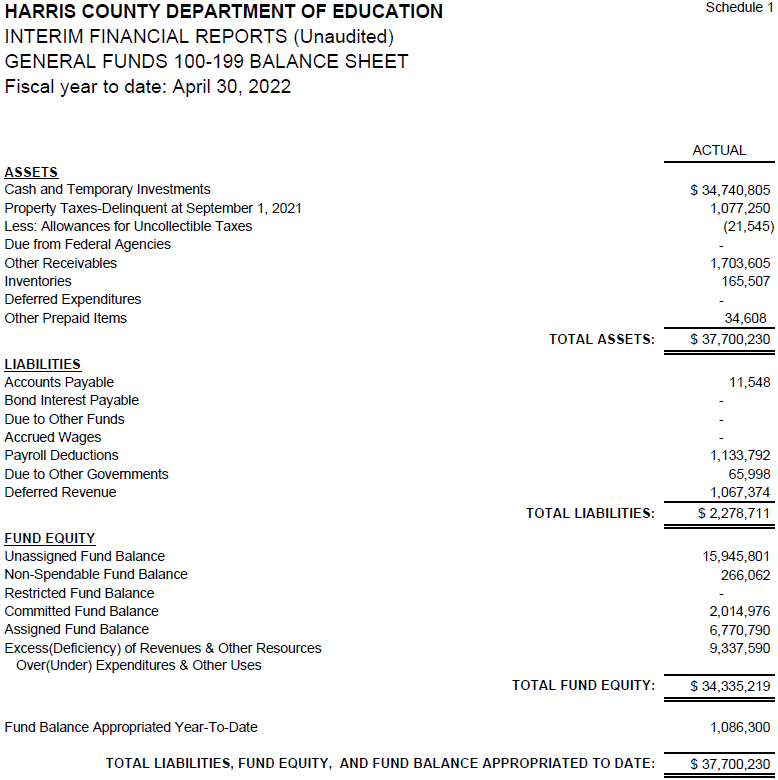 HARRIS COUNTY DEPARTMENT OF EDUCATION Schedule 1
INTERIM FINANCIAL REPORTS (Unaudited)
GENERAL FUNDS 100-199 BALANCE SHEET
Fiscal year to date: April 30, 2022
ACTUAL
ASSETS
Cash and Temporary Investments $ 34,740,805
Property Taxes-Delinquent at September 1, 2021 1,077,250
Less: Allowances for Uncollectible Taxes (21,545)
Due from Federal Agencies -
Other Receivables 1,703,605
Inventories 165,507
Deferred Expenditures -
Other Prepaid Items 34,608
TOTAL ASSETS: $ 37,700,230
LIABILITIES
Accounts Payable 11,548
Bond Interest Payable -
Due to Other Funds -
Accrued Wages -
Payroll Deductions 1,133,792
Due to Other Governments 65,998
Deferred Revenue 1,067,374
TOTAL LIABILITIES: $ 2,278,711
FUND EQUITY
Unassigned Fund Balance 15,945,801
Non-Spendable Fund Balance 266,062
Restricted Fund Balance -
Committed Fund Balance 2,014,976
Assigned Fund Balance 6,770,790
Excess(Deficiency) of Revenues & Other Resources 9,337,590
Over(Under) Expenditures & Other Uses
TOTAL FUND EQUITY: $ 34,335,219
Fund Balance Appropriated Year-To-Date 1,086,300
TOTAL LIABILITIES, FUND EQUITY, AND FUND BALANCE APPROPRIATED TO DATE: $ 37,700,230